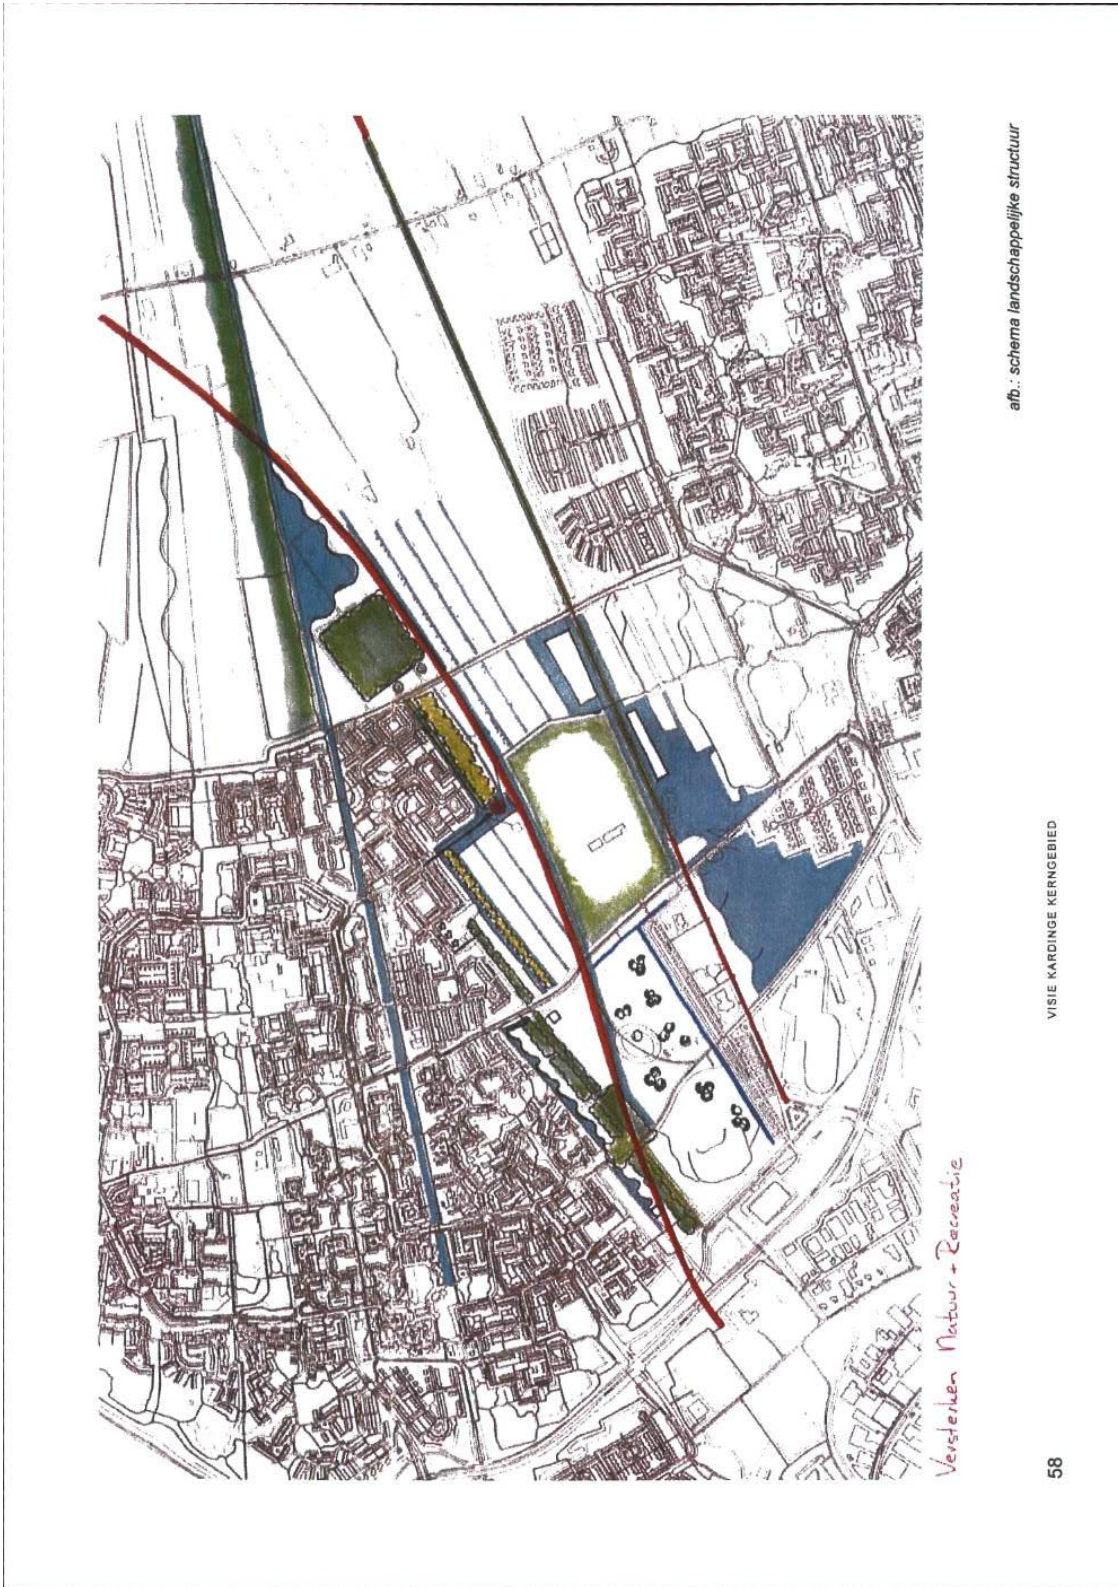 afb.: schema landschappelijke structuur
Versterken Natuur + Recreatie
58
VISIE KARDINGE KERNGEBIED